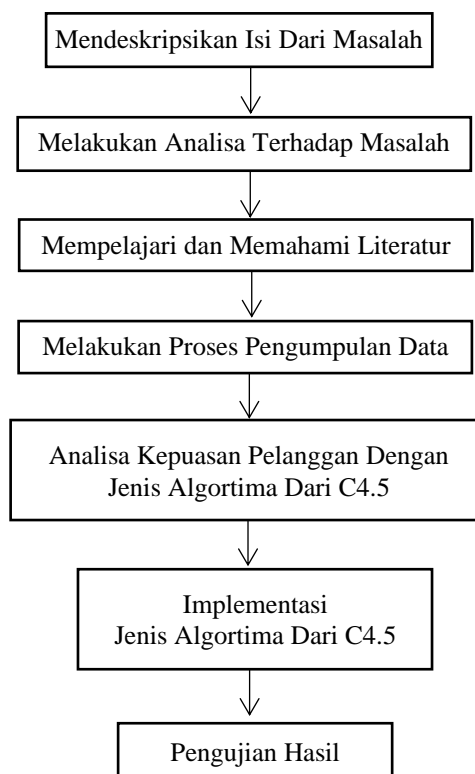 Mendeskripsikan Isi Dari Masalah
Melakukan Analisa Terhadap Masalah
Mempelajari dan Memahami Literatur
Melakukan Proses Pengumpulan Data
Analisa Kepuasan Pelanggan Dengan
Jenis Algortima Dari C4.5
Implementasi
Jenis Algortima Dari C4.5
Pengujian Hasil